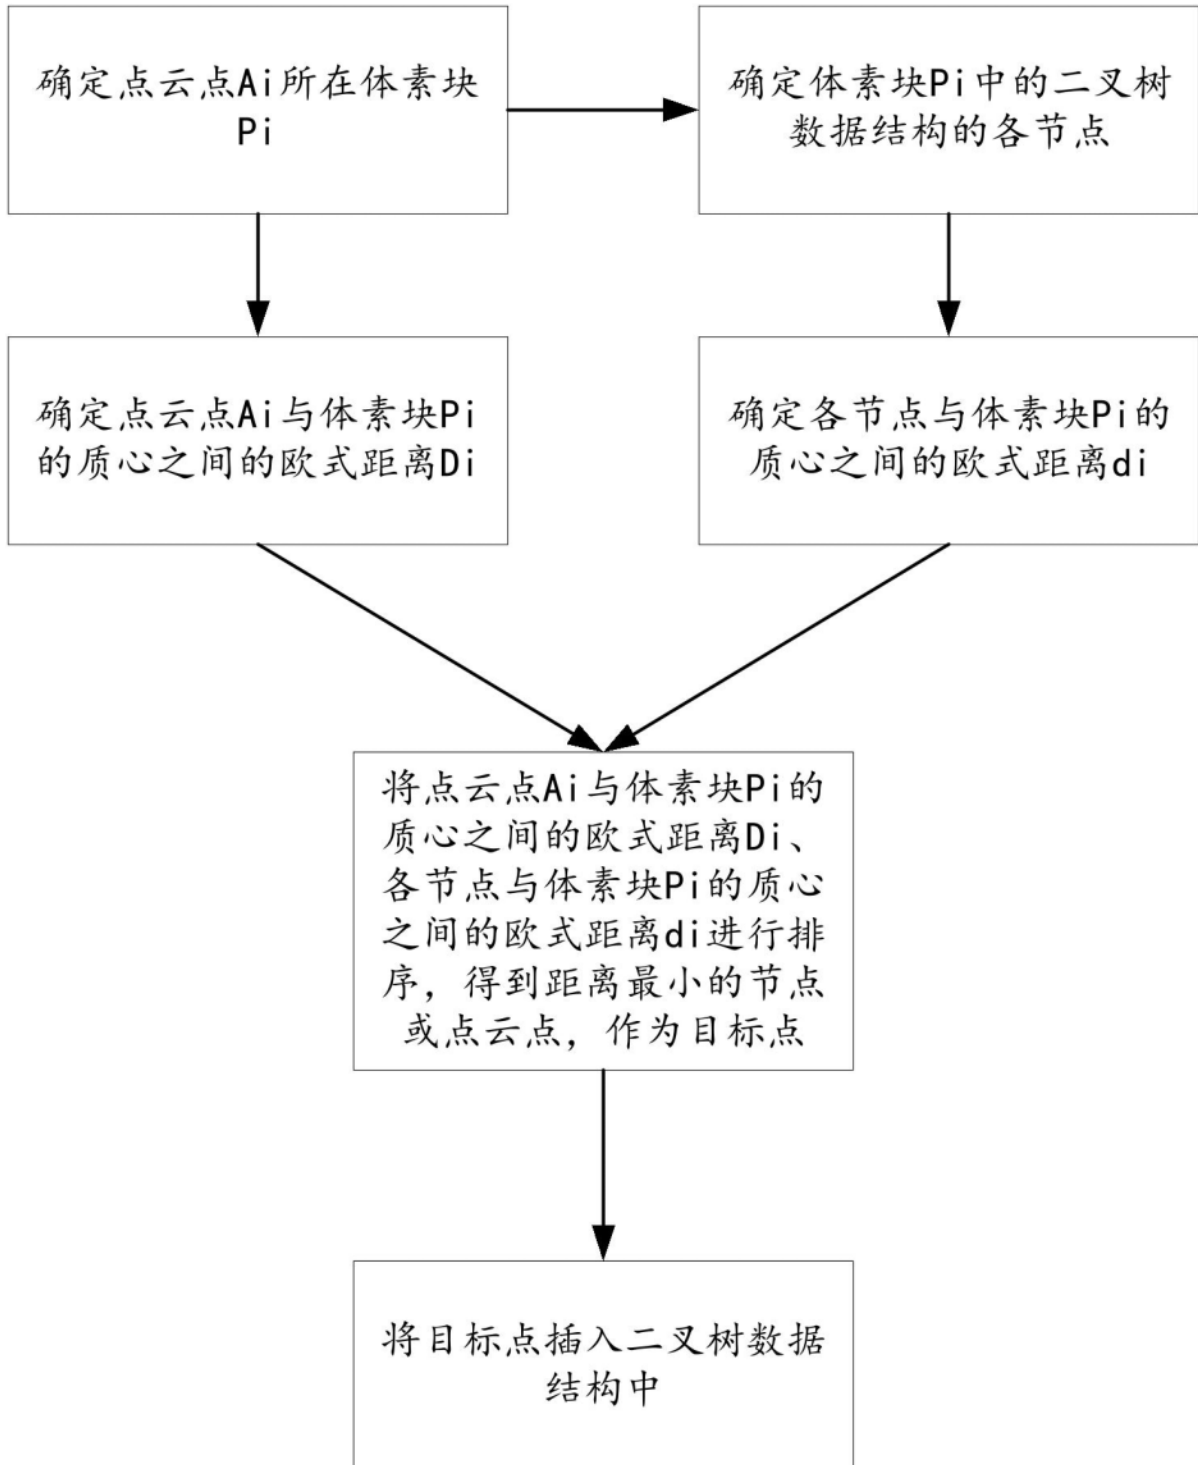 确定点云点Ai所在体素块
Pi
确定体素块Pi中的二叉树
数据结构的各节点
确定点云点Ai与体素块Pi
的质心之间的欧式距离Di
确定各节点与体素块Pi的
质心之间的欧式距离di
将点云点Ai与体素块Pi的
质心之间的欧式距离Di、
各节点与体素块Pi的质心
之间的欧式距离di进行排
序，得到距离最小的节点
或点云点，作为目标点
将目标点插入二叉树数据
结构中